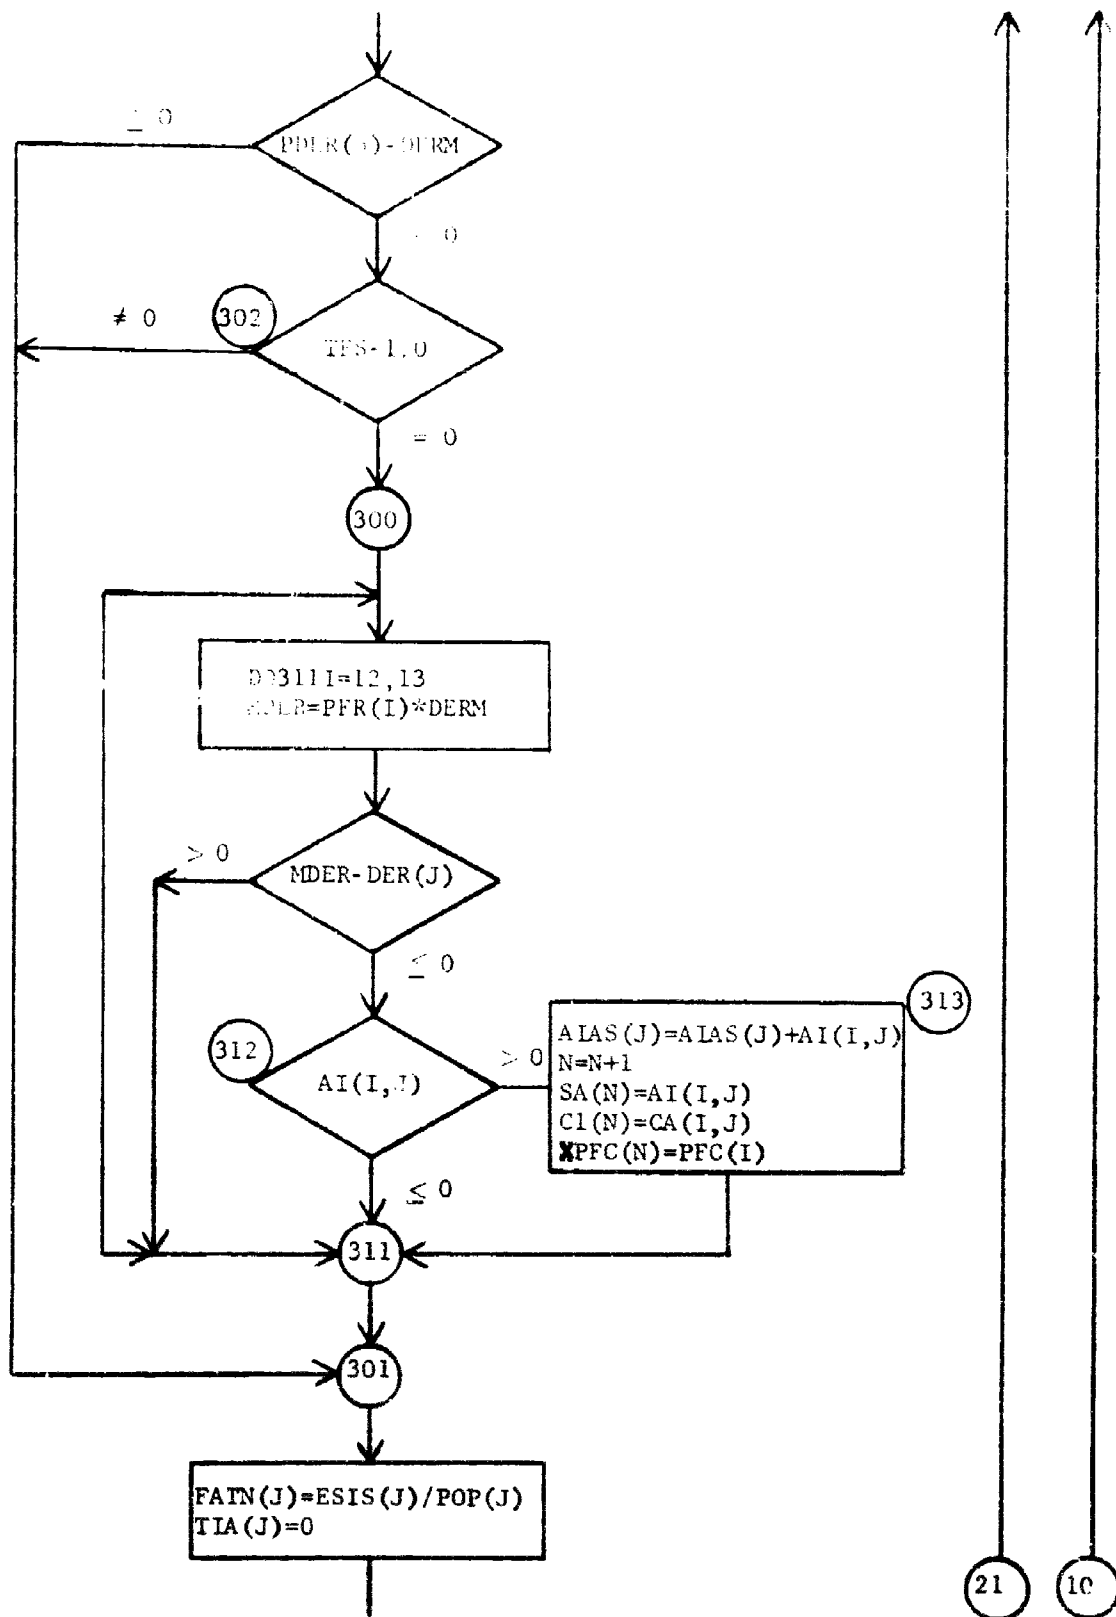 0
-DERM
0
302
≠ 0
TFS-1.0
= 0
300
I=12,13
=PFR(I)*DERM
> 0
MDER-DER(J)
≤ 0
313
312
> 0
AI(I,J)
AIAS(J)=AIAS(J)+AI(I,J)
N=N+1
SA(N)=AI(I,J)
C1(N)=CA(I,J)
XPFC(N)=PFC(I)
≤ 0
311
301
FATN(J)=ESIS(J)/POP(J)
TIA(J)=0
21
10